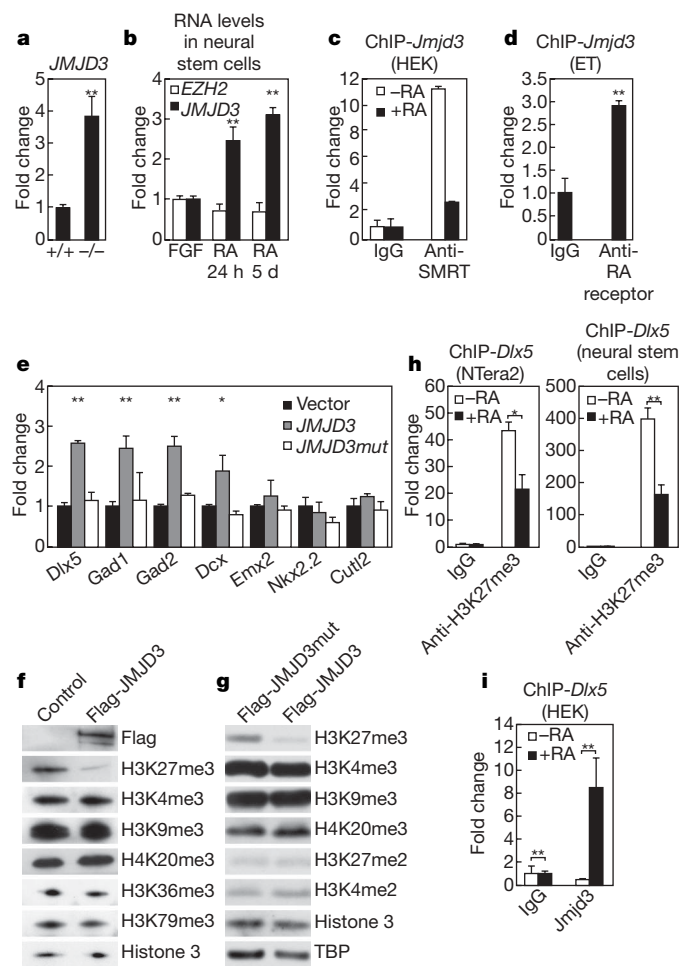 a
JMJD3
Fold change
5
4
3
2
1
0
**
+/+ −/−
b
RNA levels
in neural
stem cells
Fold change
4
3
2
1
0
EZH2
JMJD3
**
**
FGF RA RA
24 h 5 d
c
ChIP-Jmjd3
(HEK)
Fold change
12
10
8
6
4
2
0
−RA
+RA
IgG Anti-
SMRT
d
ChIP-Jmjd3
(ET)
Fold change
3.5
3.0
2.5
2.0
1.5
1.0
0.5
0
**
IgG Anti-
RA
receptor
e
Fold change
4
3
2
1
0
** ** ** *
Vector
JMJD3
JMJD3mut
Dlx5 Gad1 Gad2 Dcx Emx2 Nkx2.2 Cutl2
h
ChIP-Dlx5
(NTera2)
Fold change
60
50
40
30
20
10
0
−RA
+RA
*
IgG Anti-H3K27me3
ChIP-Dlx5
(neural stem
cells)
500
400
300
200
100
0
−RA
+RA
**
IgG Anti-H3K27me3
f
Control Flag-JMJD3
Flag
H3K27me3
H3K4me3
H3K9me3
H4K20me3
H3K36me3
H3K79me3
Histone 3
g
Flag-JMJD3mut Flag-JMJD3
H3K27me3
H3K4me3
H3K9me3
H4K20me3
H3K27me2
H3K4me2
Histone 3
TBP
i
ChIP-Dlx5
(HEK)
Fold change
14
12
10
8
6
4
2
0
−RA
+RA
**
**
IgG Jmjd3